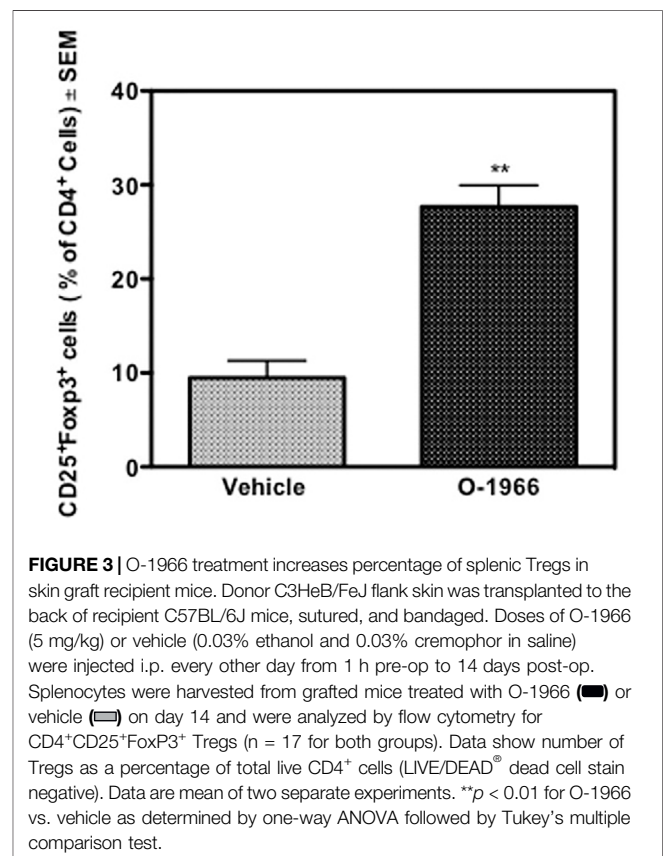 CD25⁺Foxp3⁺ cells ( % of CD4⁺ Cells) ± SEM
40
30
20
10
0
**
Vehicle
O-1966
FIGURE 3 | O-1966 treatment increases percentage of splenic Tregs in
skin graft recipient mice. Donor C3HeB/FeJ flank skin was transplanted to the
back of recipient C57BL/6J mice, sutured, and bandaged. Doses of O-1966
(5 mg/kg) or vehicle (0.03% ethanol and 0.03% cremophor in saline)
were injected i.p. every other day from 1 h pre-op to 14 days post-op.
Splenocytes were harvested from grafted mice treated with O-1966 ( ) or
vehicle ( ) on day 14 and were analyzed by flow cytometry for
CD4⁺CD25⁺FoxP3⁺ Tregs (n = 17 for both groups). Data show number of
Tregs as a percentage of total live CD4⁺ cells (LIVE/DEAD® dead cell stain
negative). Data are mean of two separate experiments. **p < 0.01 for O-1966
vs. vehicle as determined by one-way ANOVA followed by Tukey’s multiple
comparison test.